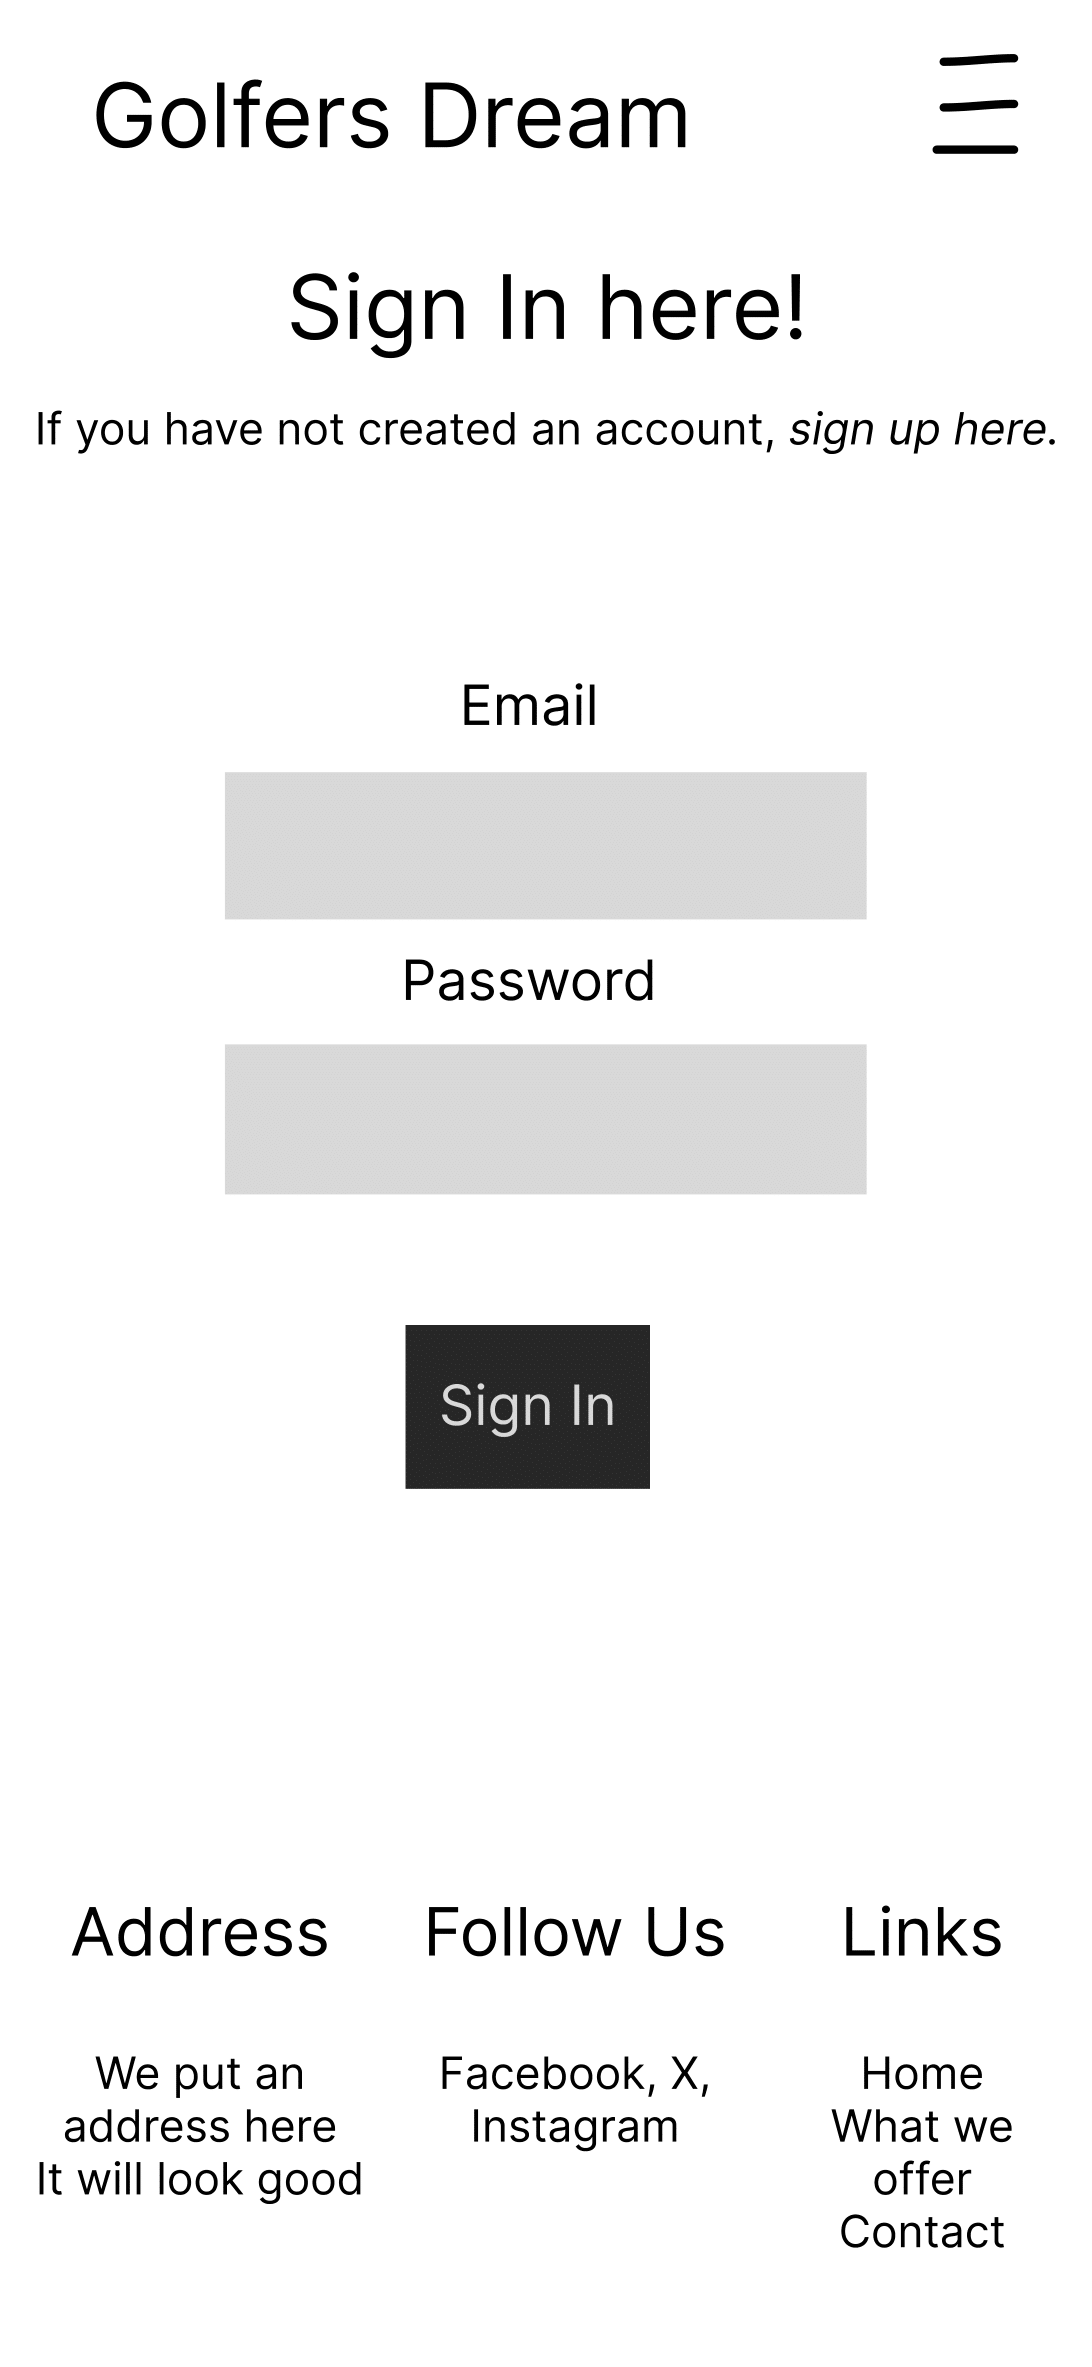 Golfers Dream
Sign In here!
If you have not created an account, sign up here.
Email
Password
Sign In
Address
We put an
address here
It will look good
Follow Us
Facebook, X,
Instagram
Links
Home
What we
offer
Contact